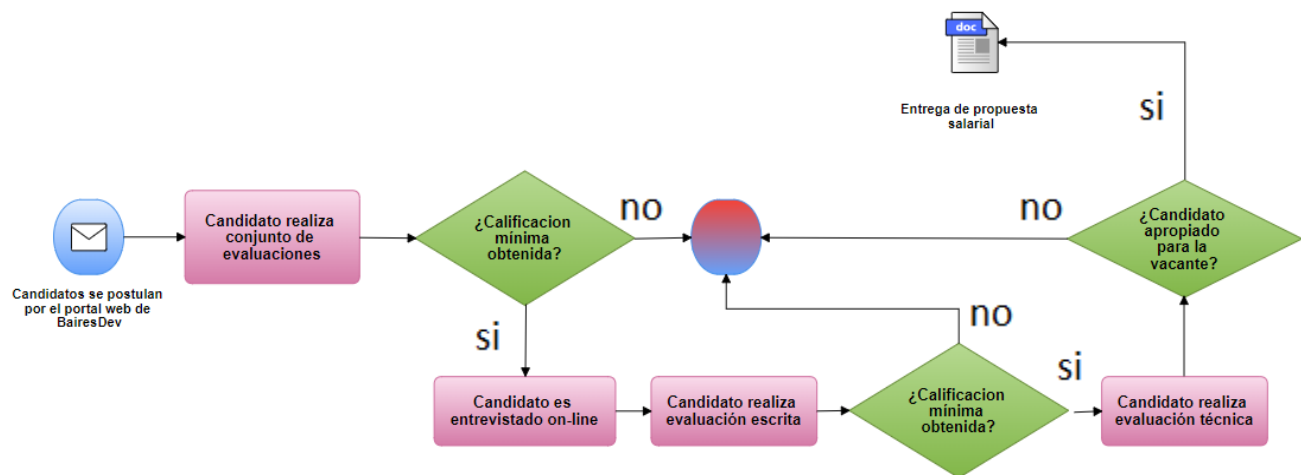 Candidatos se postulan
por el portal web de
BairesDev
Candidato realiza
conjunto de
evaluaciones
¿Calificacion
mínima
obtenida?
no
si
Candidato es
entrevistado on-line
Candidato realiza
evaluación escrita
¿Calificacion
mínima
obtenida?
no
si
Candidato realiza
evaluación técnica
¿Candidato
apropiado
para la
vacante?
no
si
doc
Entrega de propuesta
salarial